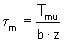 τm = Tmu / b · z